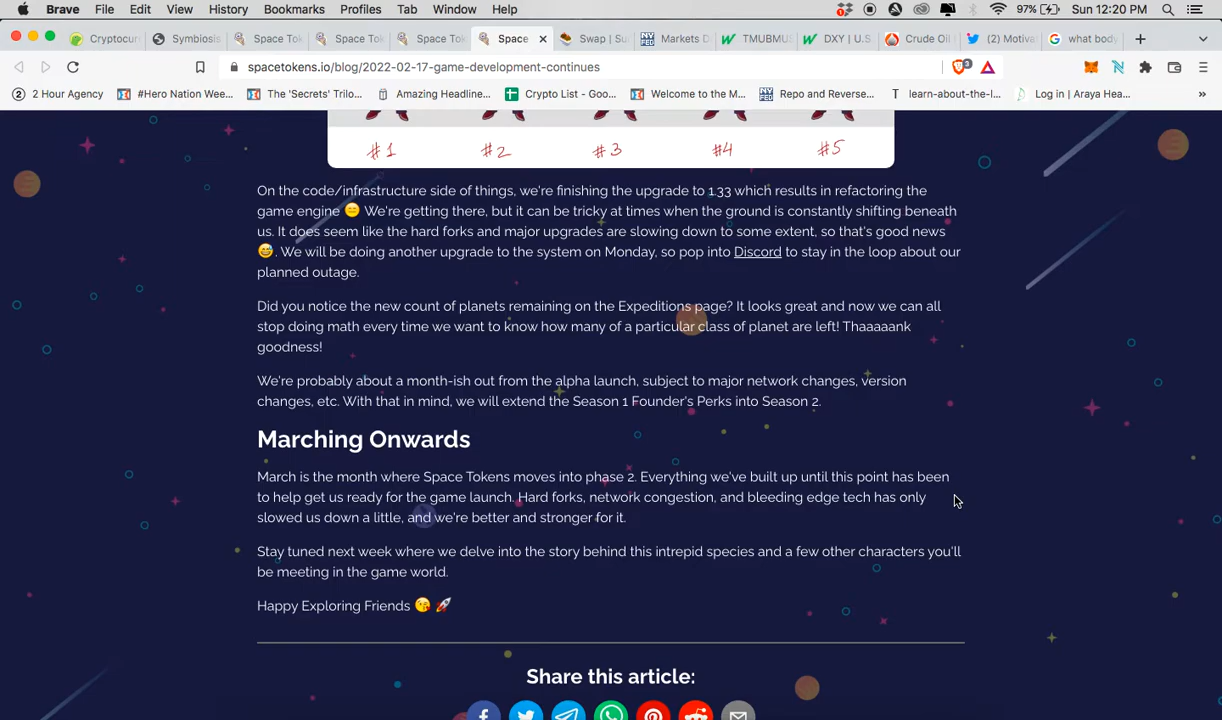 Brave File Edit View History Bookmarks Profiles Tab Window Help 97% Sun 12:20 PM
Cryptocur Symbiosis Space Tok Space Tok Space Tok Space Swap | Su Markets D TMUBMUS DXY | U.S Crude Oil (2) Motiva what body
spacetokens.io/blog/2022-02-17-game-development-continues 3
2 Hour Agency #Hero Nation Wee... The 'Secrets' Trilo... Amazing Headline... Crypto List - Goo... Welcome to the M... Repo and Reverse... T learn-about-the-l... Log in | Araya Hea... »
#1 #2 #3 #4 #5
On the code/infrastructure side of things, we're finishing the upgrade to 1.33 which results in refactoring the
game engine 😑 We're getting there, but it can be tricky at times when the ground is constantly shifting beneath
us. It does seem like the hard forks and major upgrades are slowing down to some extent, so that's good news
😅. We will be doing another upgrade to the system on Monday, so pop into Discord to stay in the loop about our
planned outage.
Did you notice the new count of planets remaining on the Expeditions page? It looks great and now we can all
stop doing math every time we want to know how many of a particular class of planet are left! Thaaaaank
goodness!
We're probably about a month-ish out from the alpha launch, subject to major network changes, version
changes, etc. With that in mind, we will extend the Season 1 Founder's Perks into Season 2.
Marching Onwards
March is the month where Space Tokens moves into phase 2. Everything we've built up until this point has been
to help get us ready for the game launch. Hard forks, network congestion, and bleeding edge tech has only
slowed us down a little, and we're better and stronger for it.
Stay tuned next week where we delve into the story behind this intrepid species and a few other characters you'll
be meeting in the game world.
Happy Exploring Friends 😘 🚀
Share this article: